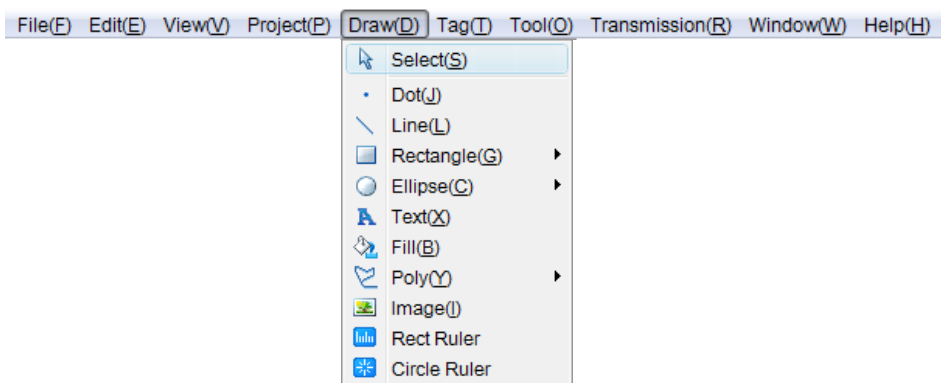 File(F) Edit(E) View(V) Project(P) Draw(D) Tag(T) Tool(O) Transmission(R) Window(W) Help(H)
Select(S)
Dot(J)
Line(L)
Rectangle(G)
Ellipse(C)
Text(X)
Fill(B)
Poly(Y)
Image(I)
Rect Ruler
Circle Ruler